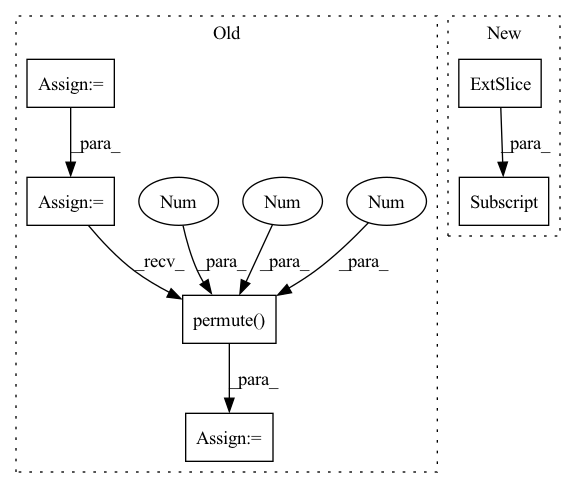 Old
New
Assign:=
ExtSlice
_para_
_para_
Assign:=
Num
Num
Num
Subscript
_recv_
_para_
_para_
_para_
permute()
_para_
Assign:=